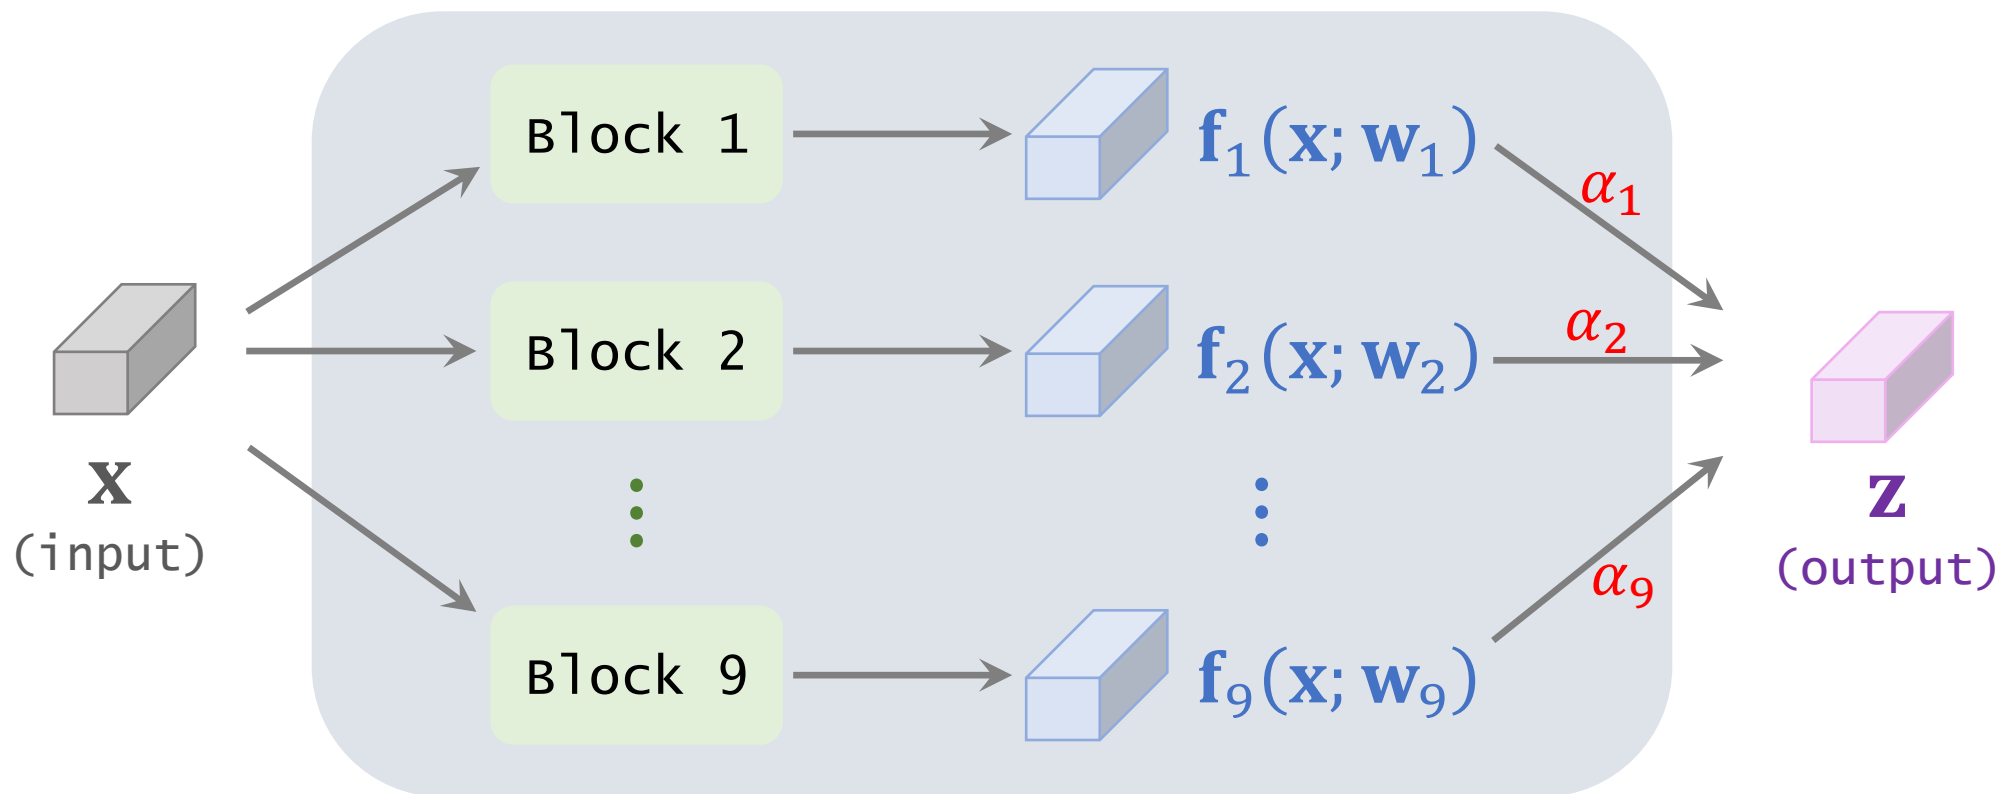 Block 1
f₁(x; w₁)
α₁
Block 2
f₂(x; w₂)
α₂
x
(input)
z
(output)
Block 9
f₉(x; w₉)
α₉